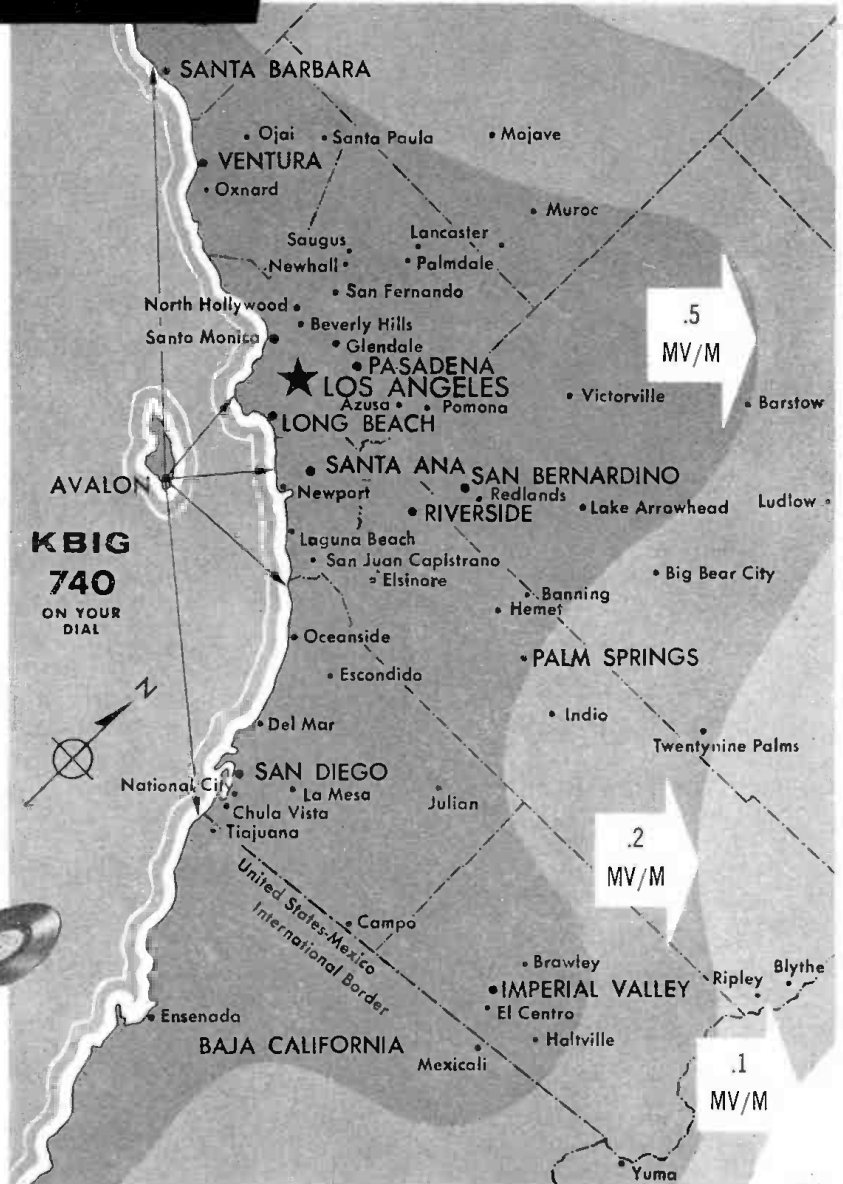 SANTA BARBARA
Ojai
Santa Paula
Mojave
VENTURA
Oxnard
Muroc
Saugus
Lancaster
Newhall
Palmdale
San Fernando
North Hollywood
Beverly Hills
Santo Monica
Glendale
PASADENA
LOS ANGELES
.5
MV/M
Azusa
Pomona
Victorville
Barstow
LONG BEACH
SANTA ANA
SAN BERNARDINO
AVALON
Newport
Redlands
Lake Arrowhead
Ludlow
RIVERSIDE
KBIG
740
ON YOUR
DIAL
Laguna Beach
San Juan Capistrano
Elsinore
Big Bear City
Banning
Hemet
Oceanside
PALM SPRINGS
Escondido
Indio
Del Mar
Twentynine Palms
N
National City
SAN DIEGO
La Mesa
Julian
Chula Vista
Tiajuana
.2
MV/M
United States-Mexico
International Border
Campo
Brawley
IMPERIAL VALLEY
Ripley
Blythe
El Centro
Ensenada
Haltville
BAJA CALIFORNIA
Mexicali
.1
MV/M
Yuma